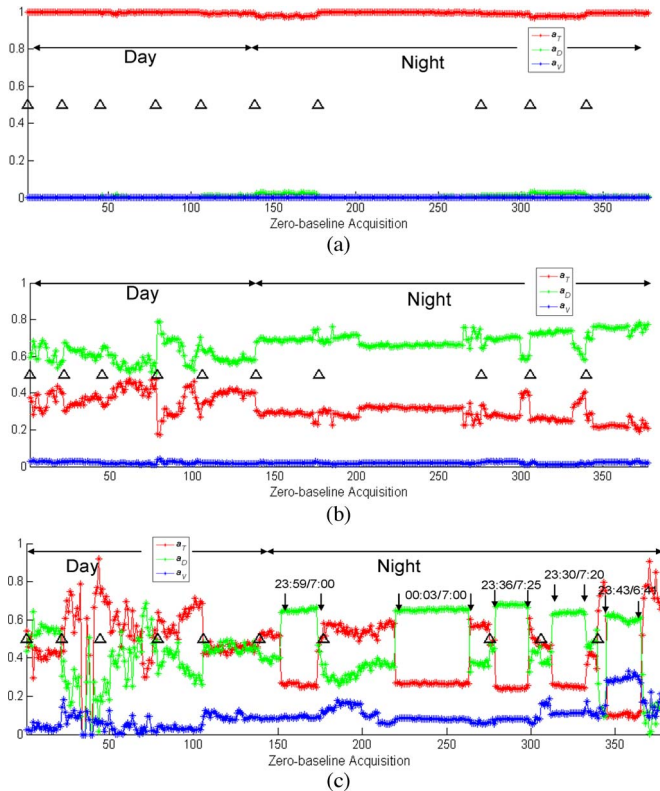 1
Day
Night
a_T
a_D
a_V
0.8
0.6
0.4
0.2
0
50 100 150 200 250 300 350
Zero-baseline Acquisition
(a)
1
Day
Night
a_T
a_D
a_V
0.8
0.6
0.4
0.2
0
50 100 150 200 250 300 350
Zero-baseline Acquisition
(b)
1
Day
Night
a_T
a_D
a_V
0.8
23:59/7:00
00:03/7:00
23:36/7:25
23:30/7:20
0.6
0.4
0.2
0
50 100 150 200 250 300 350
Zero-baseline Acquisition
(c)